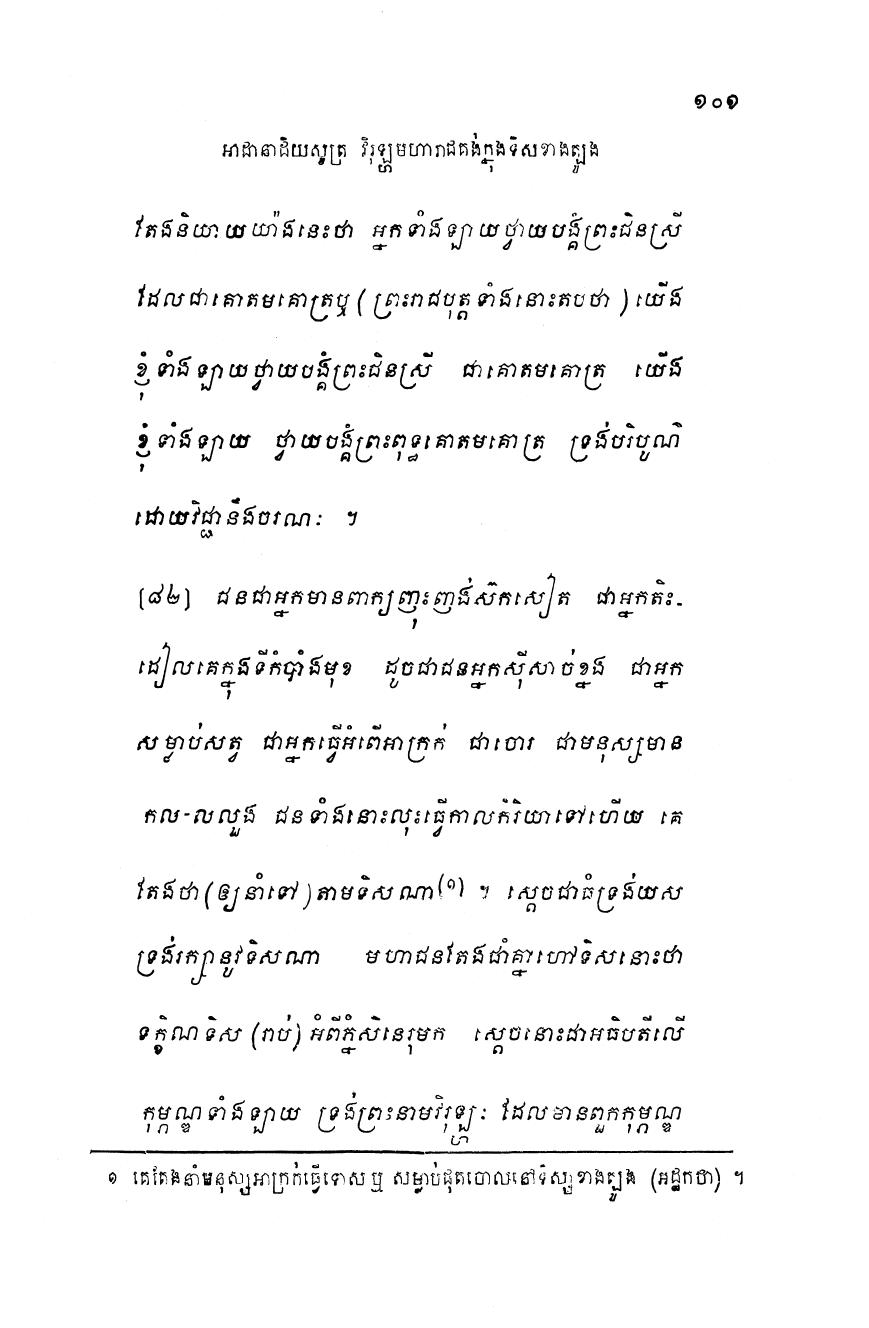 ១០១
អាដានាដិយសូត្រ វិរុឡ្ហមហារាជគង់ក្នុងទិសខាងត្បូង
តែងនិយាយយ៉ាងនេះថា អ្នកទាំងឡាយថ្វាយបង្គំព្រះជិនស្រី
ដែលជាគោតមគោត្រឬ (ព្រះរាជបុត្តទាំងនោះតបថា) យើង
ខ្ញុំទាំងឡាយថ្វាយបង្គំព្រះជិនស្រី ជាគោតមគោត្រ យើង
ខ្ញុំទាំងឡាយ ថ្វាយបង្គំព្រះពុទ្ធគោតមគោត្រ ទ្រង់បរិបូណ៌
ដោយវិជ្ជានឹងចរណៈ ។
[៨២] ជនជាអ្នកមានពាក្យញុះញង់ស៊កសៀត ជាអ្នកតិះ-
ដៀលគេក្នុងទីកំបាំងមុខ ដូចជាជនអ្នកស៊ីសាច់ខ្នង ជាអ្នក
សម្លាប់សត្វ ជាអ្នកធ្វើអំពើអាក្រក់ ជាចោរ ជាមនុស្សមាន
កល-លល្ួង ជនទាំងនោះលុះធ្វើកាលកិរិយាទៅហើយ គេ
តែងថា (ឲ្យនាំទៅ) តាមទិសណា(១) ។ ស្តេចជាធំទ្រង់យស
ទ្រង់រក្សានូវទិសណា មហាជនតែងជាំគ្នាហៅទិសនោះថា
ទក្ខិណទិស (រាប់) អំពីភ្នំសិនេរុមក ស្តេចនោះជាអធិបតីលើ
កុម្ភណ្ឌទាំងឡាយ ទ្រង់ព្រះនាមវិរុឡ្ហៈ ដែលមានពួកកុម្ភណ្ឌ
១ គេតែងនាំមនុស្សអាក្រក់ធ្វើទោសឬ សម្លាប់ផុតចោលនៅទិស្សខាងត្បូង (អដ្ឋកថា) ។